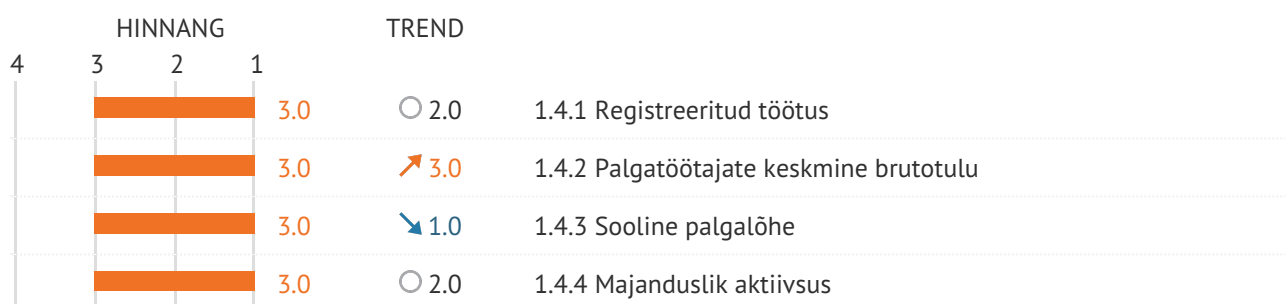 HINNANG TREND
4 3 2 1
3.0 2.0 1.4.1 Registreeritud töötus
3.0 3.0 1.4.2 Palgatöötajate keskmine brutotulu
3.0 1.0 1.4.3 Sooline palgalõhe
3.0 2.0 1.4.4 Majanduslik aktiivsus